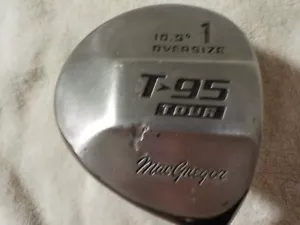 10.5° 1
OVERSIZE
T-95
TOUR
MacGregor